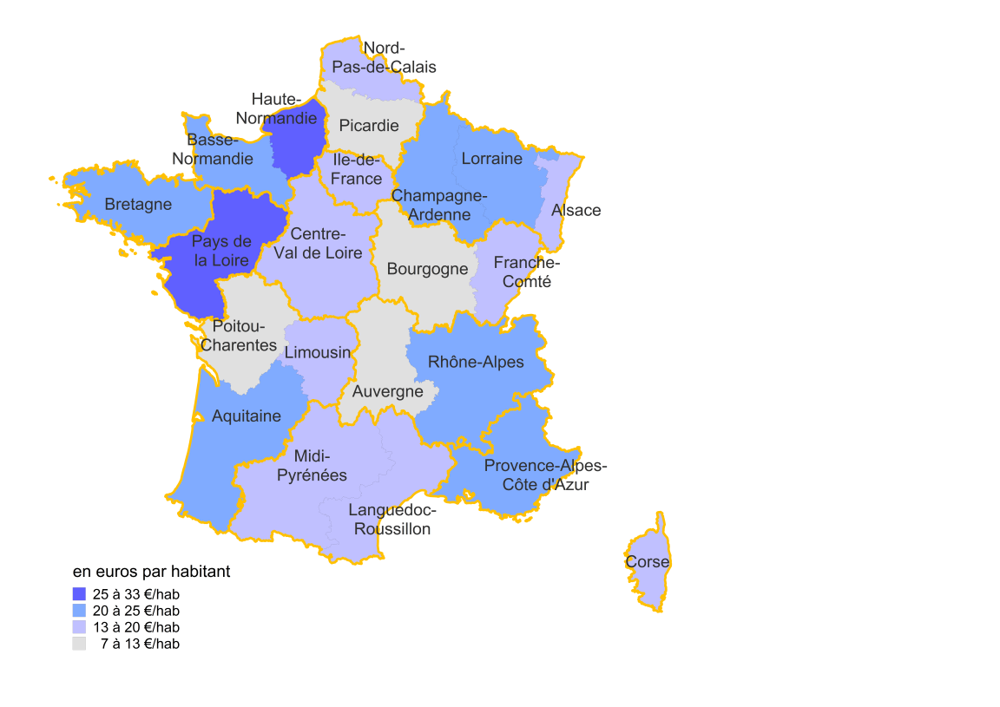 Nord-
Pas-de-Calais
Haute-
Normandie
Picardie
Basse-
Normandie
Ile-de-
France
Lorraine
Champagne-
Ardenne
Alsace
Bretagne
Pays de
la Loire
Centre-
Val de Loire
Bourgogne
Franche-
Comté
Poitou-
Charentes
Limousin
Rhône-Alpes
Auvergne
Aquitaine
Midi-
Pyrénées
Provence-Alpes-
Côte d'Azur
Languedoc-
Roussillon
Corse
en euros par habitant
25 à 33 €/hab
20 à 25 €/hab
13 à 20 €/hab
7 à 13 €/hab